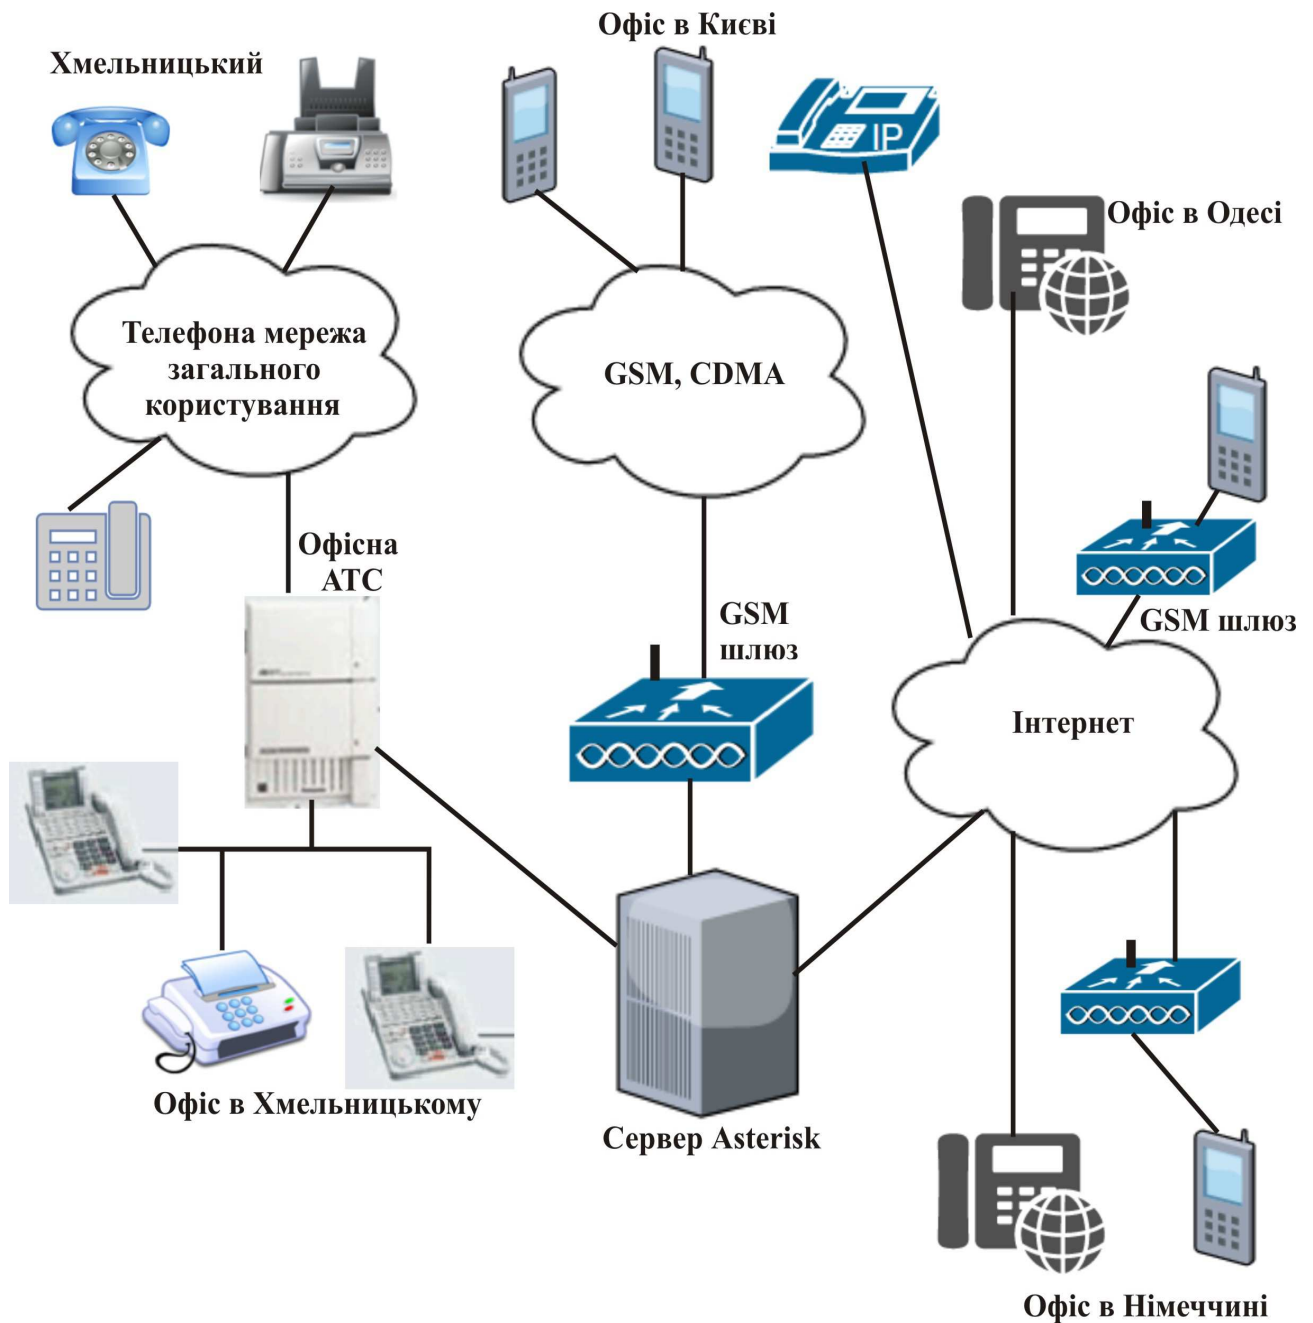 Офіс в Києві
Хмельницький
IP
Офіс в Одесі
Телефона мережа
загального
користування
GSM, CDMA
Офісна
АТС
GSM
шлюз
GSM шлюз
Інтернет
Офіс в Хмельницькому
Сервер Asterisk
Офіс в Німеччині